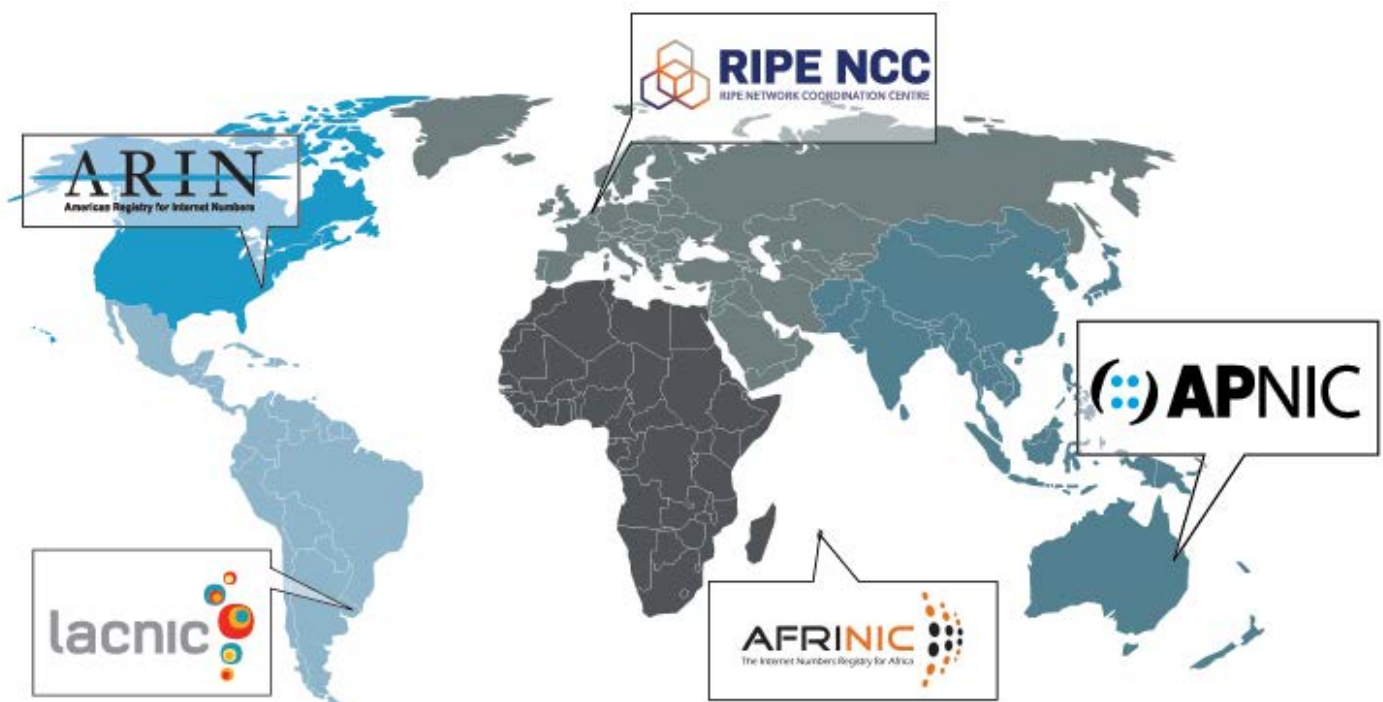 RIPE NCC
RIPE NETWORK COORDINATION CENTRE
ARIN
American Registry for Internet Numbers
APNIC
lacnic
AFRINIC
The Internet Numbers Registry for Africa